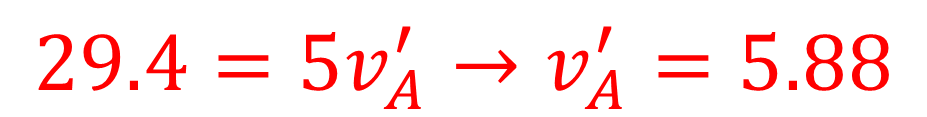 29.4 = 5v′_A → v′_A = 5.88